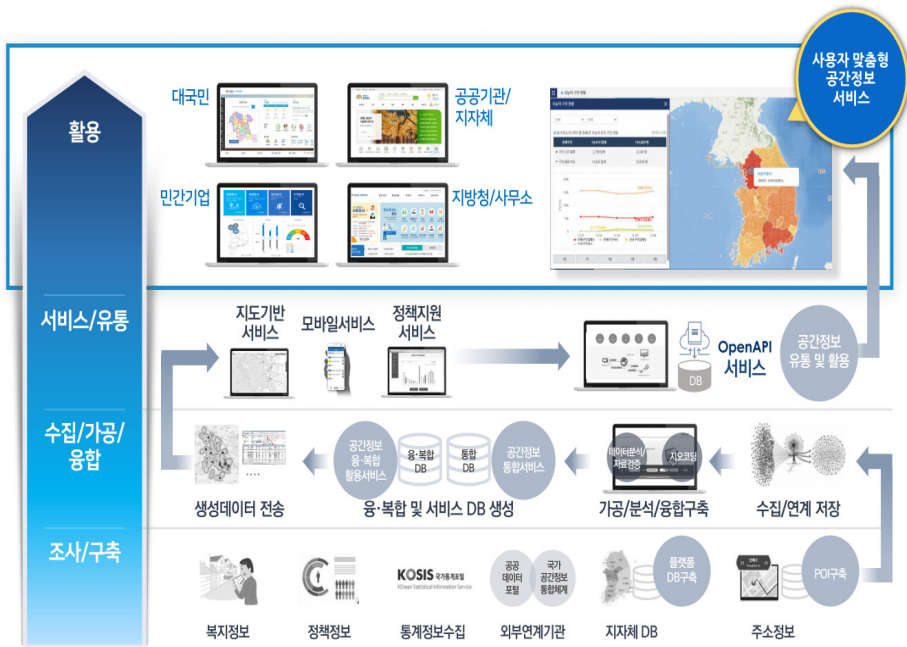 사용자 맞춤형
공간정보
서비스
활용
대국민
공공기관/
지자체
민간기업
지방청/사무소
서비스/유통
지도기반
서비스
모바일서비스
정책지원
서비스
DB
OpenAPI
서비스
공간정보
유통 및 활용
수집/가공/
융합
생성데이터 전송
공간정보
융·복합
활용서비스
융·복합
DB
통합
DB
공간정보
통합서비스
융·복합 및 서비스 DB 생성
데이터분석/
자료검증
지오코딩
가공/분석/융합구축
수집/연계 저장
조사/구축
복지정보
정책정보
KOSIS 국가통계포털
KOrean Statistical Information Service
통계정보수집
공공
데이터
포털
국가
공간정보
통합체계
외부연계기관
플랫폼
DB구축
지자체 DB
POI구축
주소정보